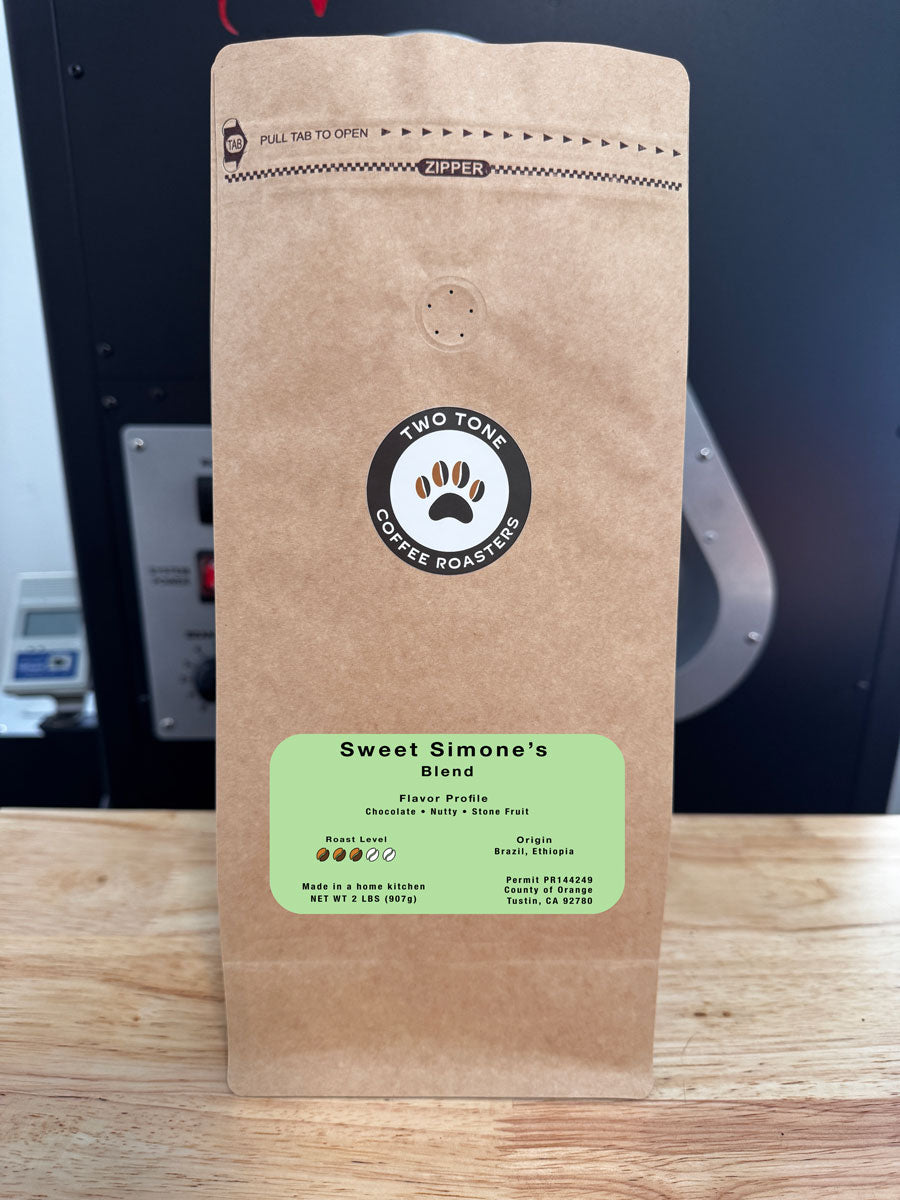 TAB
PULL TAB TO OPEN
ZIPPER
TWO TONE
COFFEE ROASTERS
Sweet Simone's
Blend
Flavor Profile
Chocolate • Nutty • Stone Fruit
Roast Level
Origin
Brazil, Ethiopia
Made in a home kitchen
NET WT 2 LBS (907g)
Permit PR144249
County of Orange
Tustin, CA 92780
SYSTEM
POWER